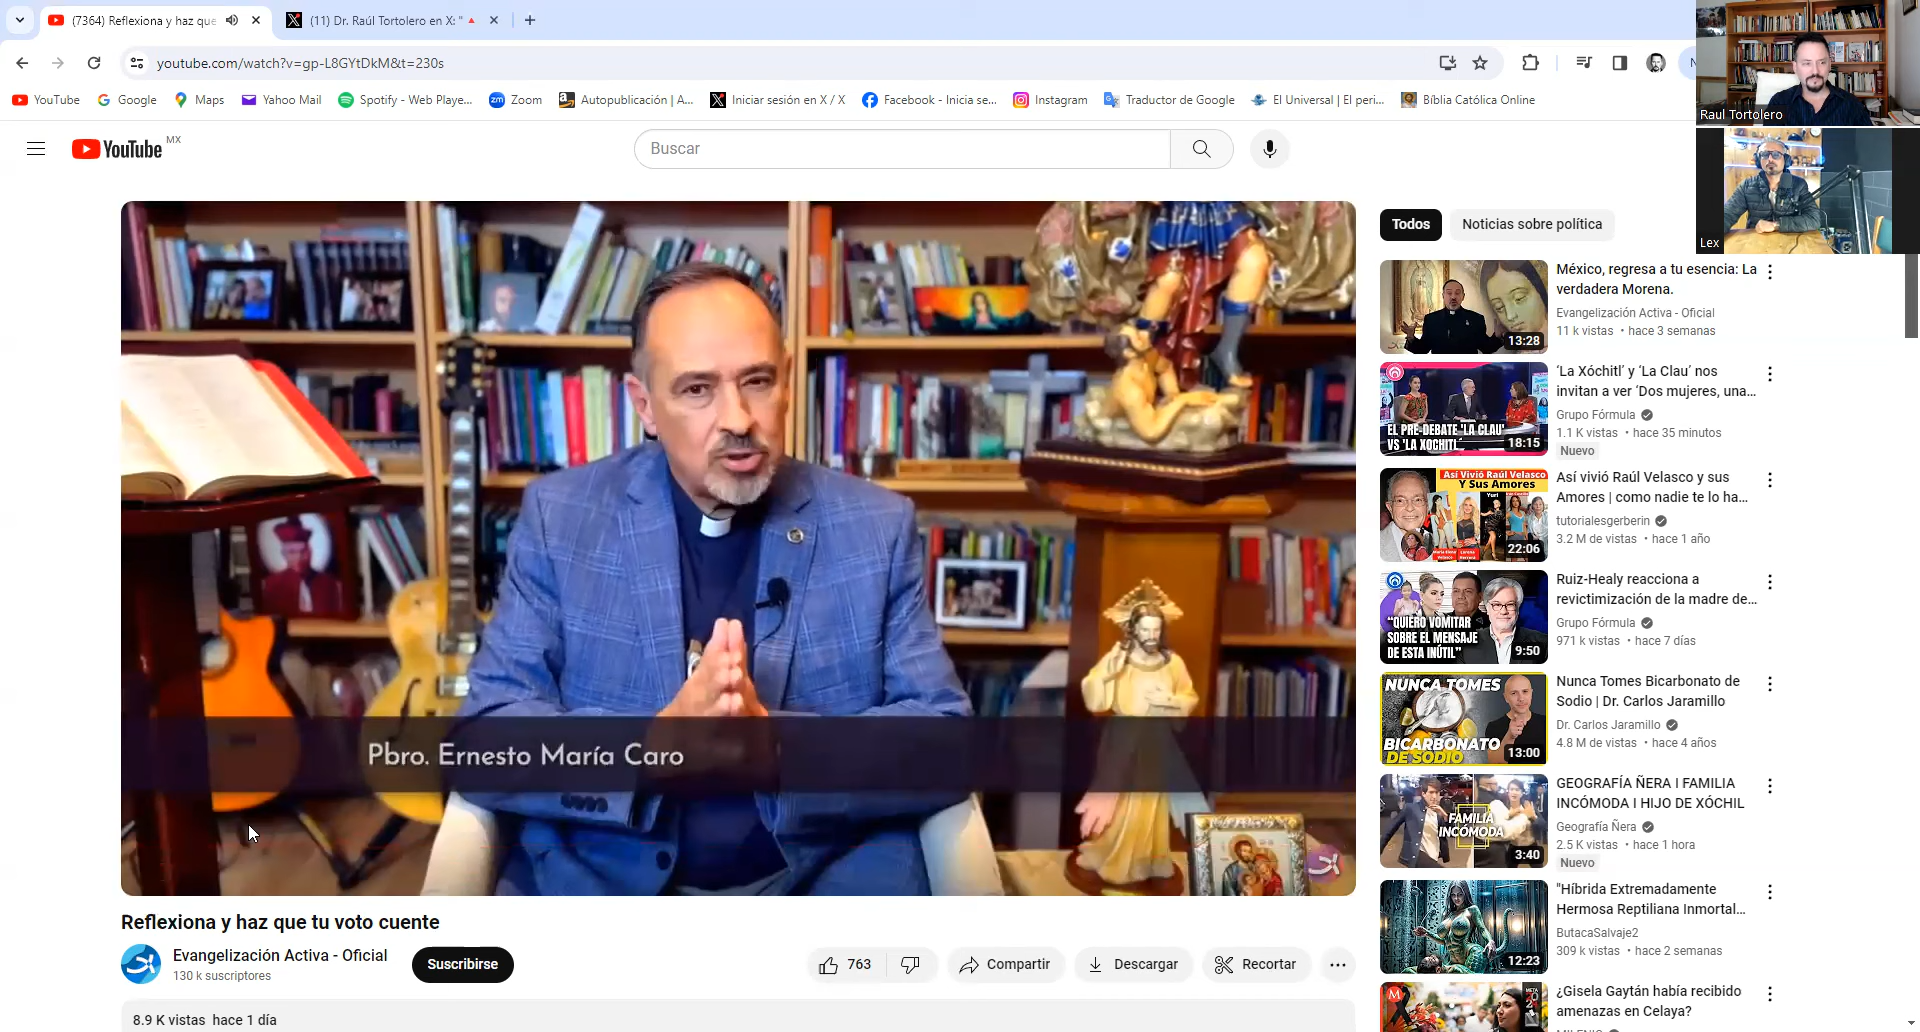 (7364) Reflexiona y haz que
(11) Dr. Raúl Tortolero en X: "
youtube.com/watch?v=gp-L8GYtDkM&t=230s
YouTube
Google
Maps
Yahoo Mail
Spotify - Web Playe...
Zoom
Autopublicación | A...
Iniciar sesión en X / X
Facebook - Inicia se...
Instagram
Traductor de Google
El Universal | El peri...
Bíblia Católica Online
Raul Tortolero
Lex
YouTube MX
Buscar
Pbro. Ernesto María Caro
Reflexiona y haz que tu voto cuente
Evangelización Activa - Oficial
130 k suscriptores
Suscribirse
763
Compartir
Descargar
Recortar
8.9 K vistas hace 1 día
Todos
Noticias sobre política
13:28
México, regresa a tu esencia: La
verdadera Morena.
Evangelización Activa - Oficial
11 k vistas • hace 3 semanas
EL PRE-DEBATE 'LA CLAU'
VS 'LA XOCHITL'
18:15
'La Xóchitl' y 'La Clau' nos
invitan a ver 'Dos mujeres, una...
Grupo Fórmula
1.1 K vistas • hace 35 minutos
Nuevo
Así Vivió Raúl Velasco
Y Sus Amores
Yuri
22:06
Así vivió Raúl Velasco y sus
Amores | como nadie te lo ha...
tutorialesgerberin
3.2 M de vistas • hace 1 año
"QUIERO VOMITAR
SOBRE EL MENSAJE
DE ESTA INÚTIL"
9:50
Ruiz-Healy reacciona a
revictimización de la madre de...
Grupo Fórmula
971 k vistas • hace 7 días
NUNCA TOMES
BICARBONATO
DE SODIO
13:00
Nunca Tomes Bicarbonato de
Sodio | Dr. Carlos Jaramillo
Dr. Carlos Jaramillo
4.8 M de vistas • hace 4 años
FAMILIA
INCÓMODA
3:40
GEOGRAFÍA ÑERA I FAMILIA
INCÓMODA I HIJO DE XÓCHIL
Geografía Ñera
2.5 K vistas • hace 1 hora
Nuevo
12:23
"Híbrida Extremadamente
Hermosa Reptiliana Inmortal...
ButacaSalvaje2
309 k vistas • hace 2 semanas
¿Gisela Gaytán había recibido
amenazas en Celaya?